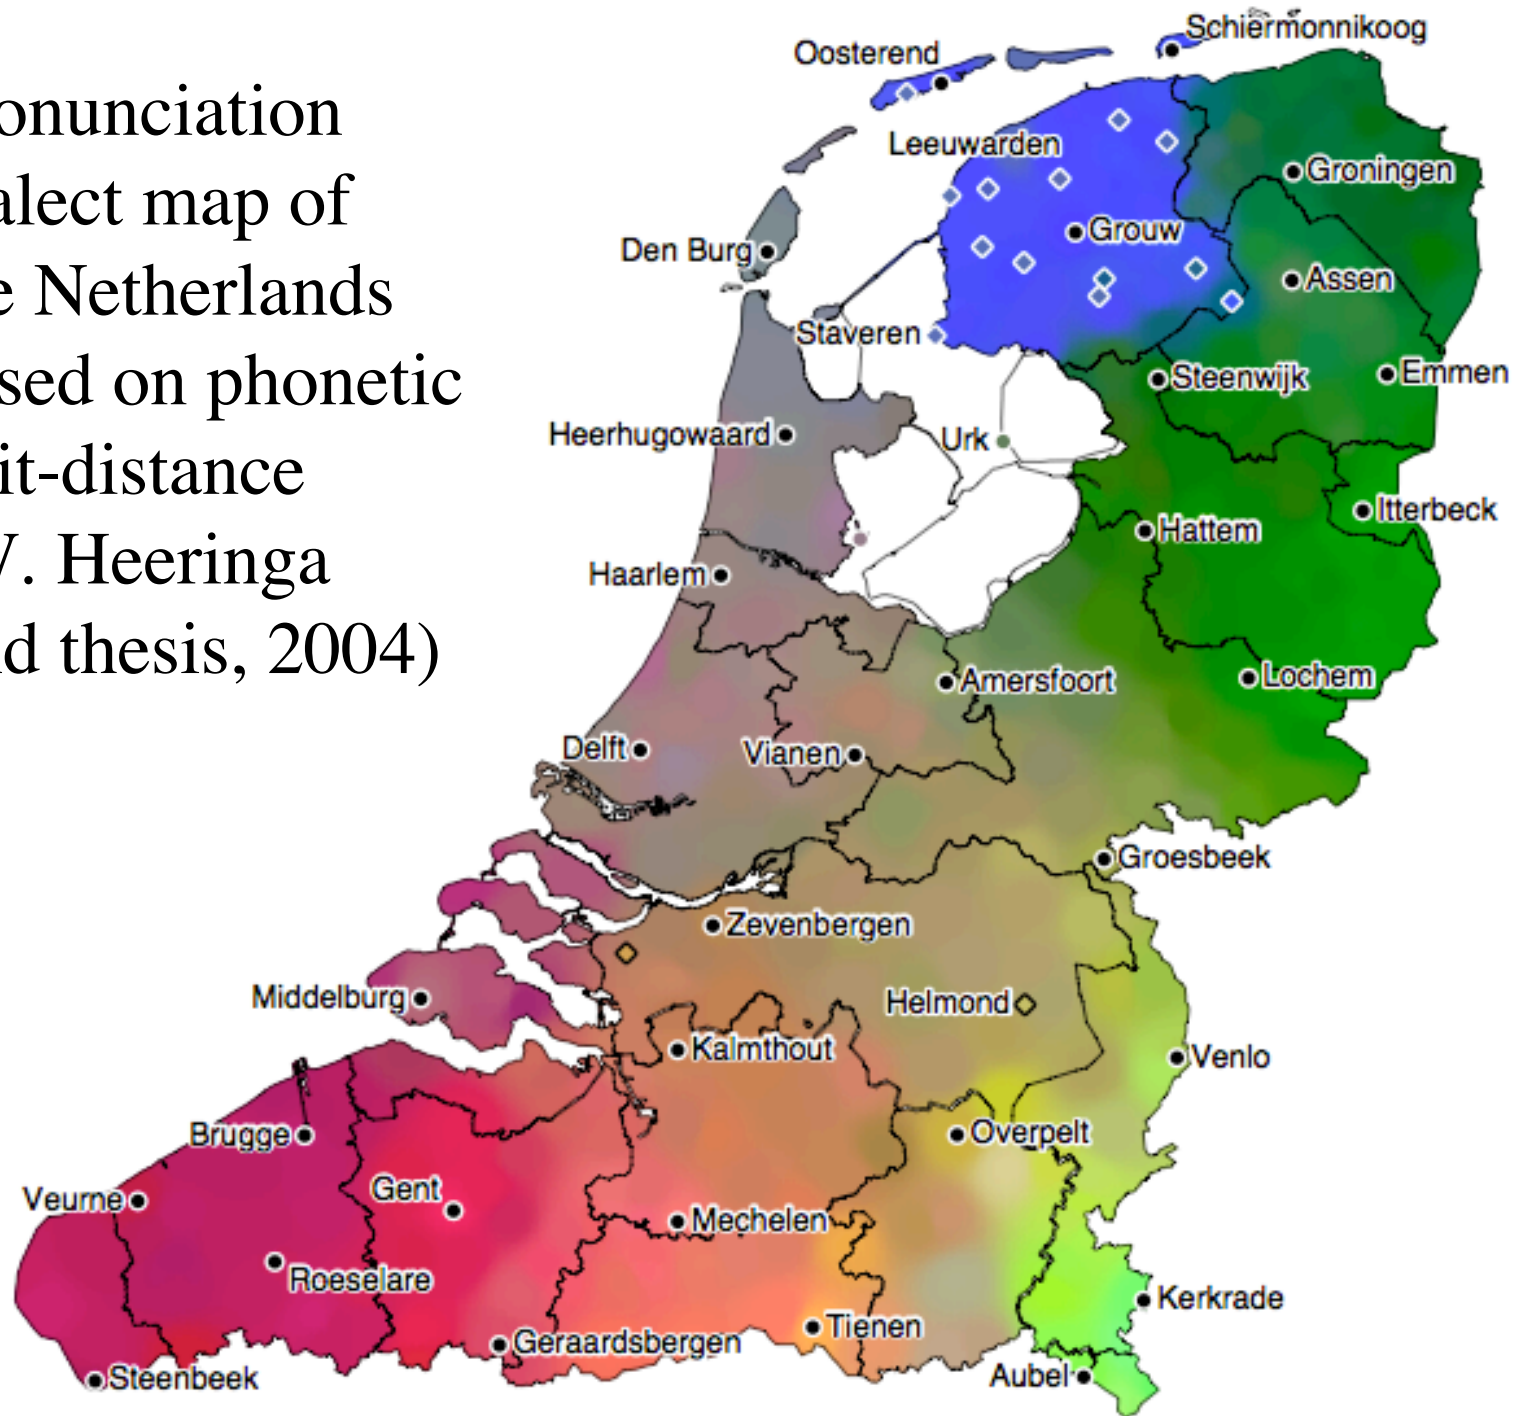 onunciation
alect map of
e Netherlands
sed on phonetic
it-distance
V. Heeringa
d thesis, 2004)
Schiermonnikoog
Oosterend
Leeuwarden
Groningen
Grouw
Den Burg
Assen
Staveren
Steenwijk
Emmen
Heerhugowaard
Urk
Itterbeck
Hattem
Haarlem
Amersfoort
Lochem
Delft
Vianen
Groesbeek
Zevenbergen
Middelburg
Helmond
Kalmthout
Venlo
Brugge
Overpelt
Veurne
Gent
Mechelen
Roeselare
Kerkrade
Tienen
Geraardsbergen
Aubel
Steenbeek